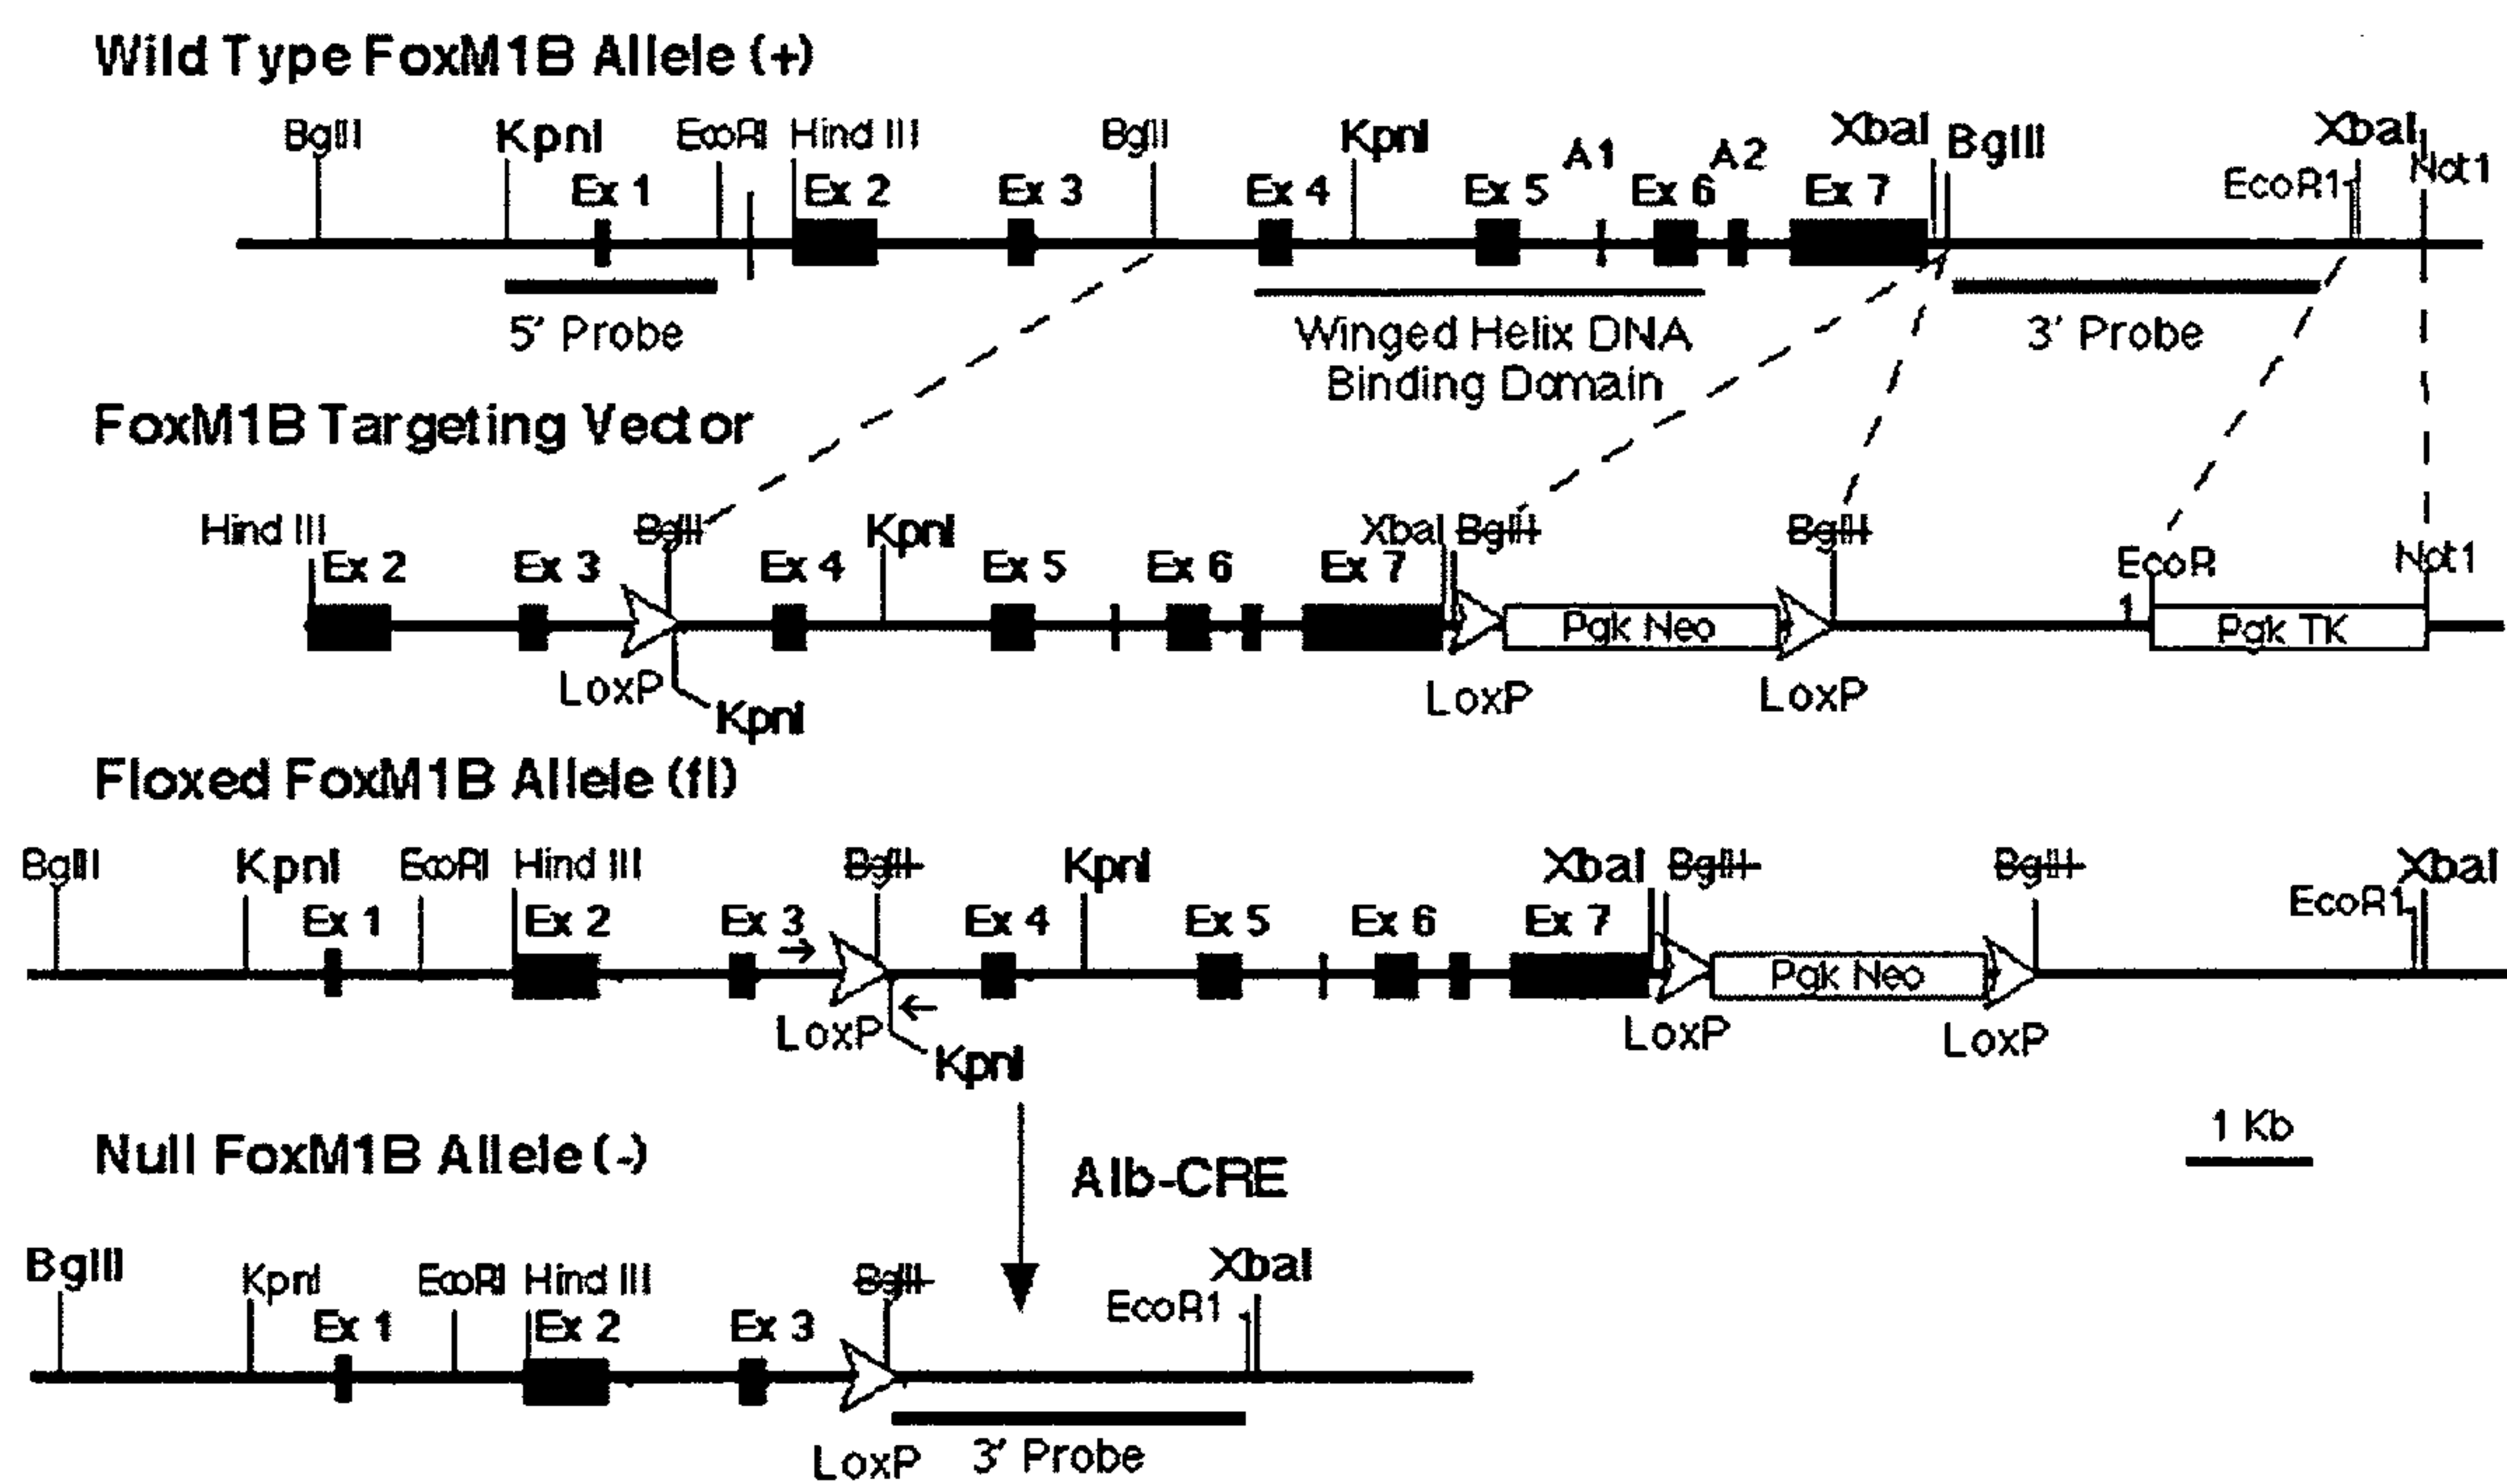 Wild Type FoxM1B Allele (+)
BglII KpnI EcoRI Hind III BglII KpnI A1 A2 XbaI BglII XbaI
Ex 1 Ex 2 Ex 3 Ex 4 Ex 5 Ex 6 Ex 7 EcoR1 Not1
5' Probe Winged Helix DNA 3' Probe
Binding Domain
FoxM1B Targeting Vector
Hind III BglII KpnI XbaI BglII BglII EcoR Not1
Ex 2 Ex 3 Ex 4 Ex 5 Ex 6 Ex 7 1
Pgk Neo Pgk TK
LoxP KpnI LoxP LoxP
Floxed FoxM1B Allele (fl)
BglII KpnI EcoRI Hind III BglII KpnI XbaI BglII BglII XbaI
Ex 1 Ex 2 Ex 3 Ex 4 Ex 5 Ex 6 Ex 7 EcoR1
Pgk Neo
LoxP LoxP LoxP
KpnI
1 Kb
Null FoxM1B Allele (-)
Alb-CRE
BglII KpnI EcoRI Hind III BglII EcoR1 XbaI
Ex 1 Ex 2 Ex 3
LoxP 3' Probe